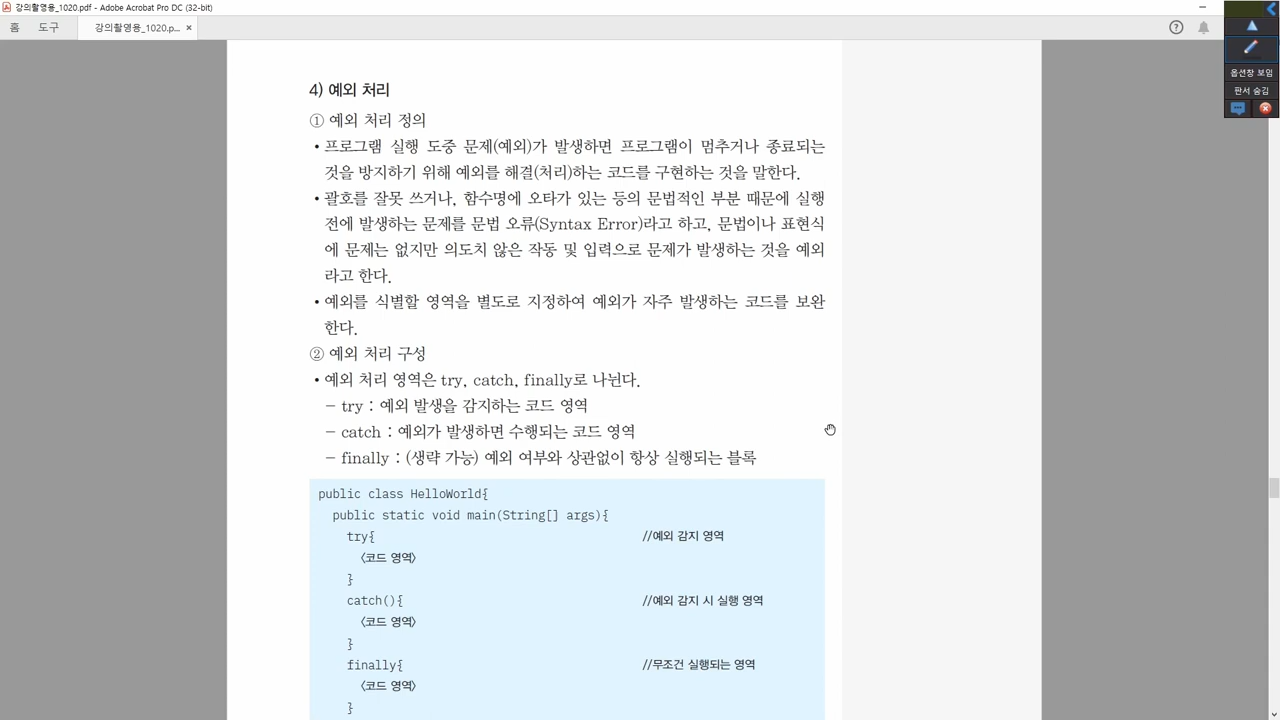 강의촬영용_1020.pdf - Adobe Acrobat Pro DC (32-bit)
홈 도구 강의촬영용_1020.p... ×
옵션창 보임
판서 숨김
4) 예외 처리
① 예외 처리 정의
• 프로그램 실행 도중 문제(예외)가 발생하면 프로그램이 멈추거나 종료되는
것을 방지하기 위해 예외를 해결(처리)하는 코드를 구현하는 것을 말한다.
• 괄호를 잘못 쓰거나, 함수명에 오타가 있는 등의 문법적인 부분 때문에 실행
전에 발생하는 문제를 문법 오류(Syntax Error)라고 하고, 문법이나 표현식
에 문제는 없지만 의도치 않은 작동 및 입력으로 문제가 발생하는 것을 예외
라고 한다.
• 예외를 식별할 영역을 별도로 지정하여 예외가 자주 발생하는 코드를 보완
한다.
② 예외 처리 구성
• 예외 처리 영역은 try, catch, finally로 나뉜다.
– try : 예외 발생을 감지하는 코드 영역
– catch : 예외가 발생하면 수행되는 코드 영역
– finally : (생략 가능) 예외 여부와 상관없이 항상 실행되는 블록
public class HelloWorld{
public static void main(String[] args){
try{ //예외 감지 영역
〈코드 영역〉
}
catch(){ //예외 감지 시 실행 영역
〈코드 영역〉
}
finally{ //무조건 실행되는 영역
〈코드 영역〉
}